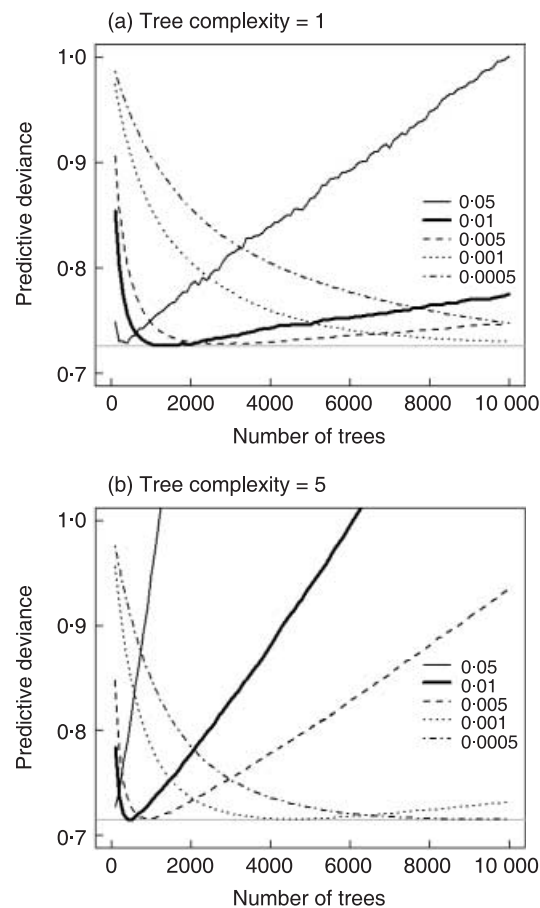 (a) Tree complexity = 1
1·0
0·9
0·8
0·7
Predictive deviance
0·05
0·01
0·005
0·001
0·0005
0 2000 4000 6000 8000 10 000
Number of trees
(b) Tree complexity = 5
1·0
0·9
0·8
0·7
Predictive deviance
0·05
0·01
0·005
0·001
0·0005
0 2000 4000 6000 8000 10 000
Number of trees